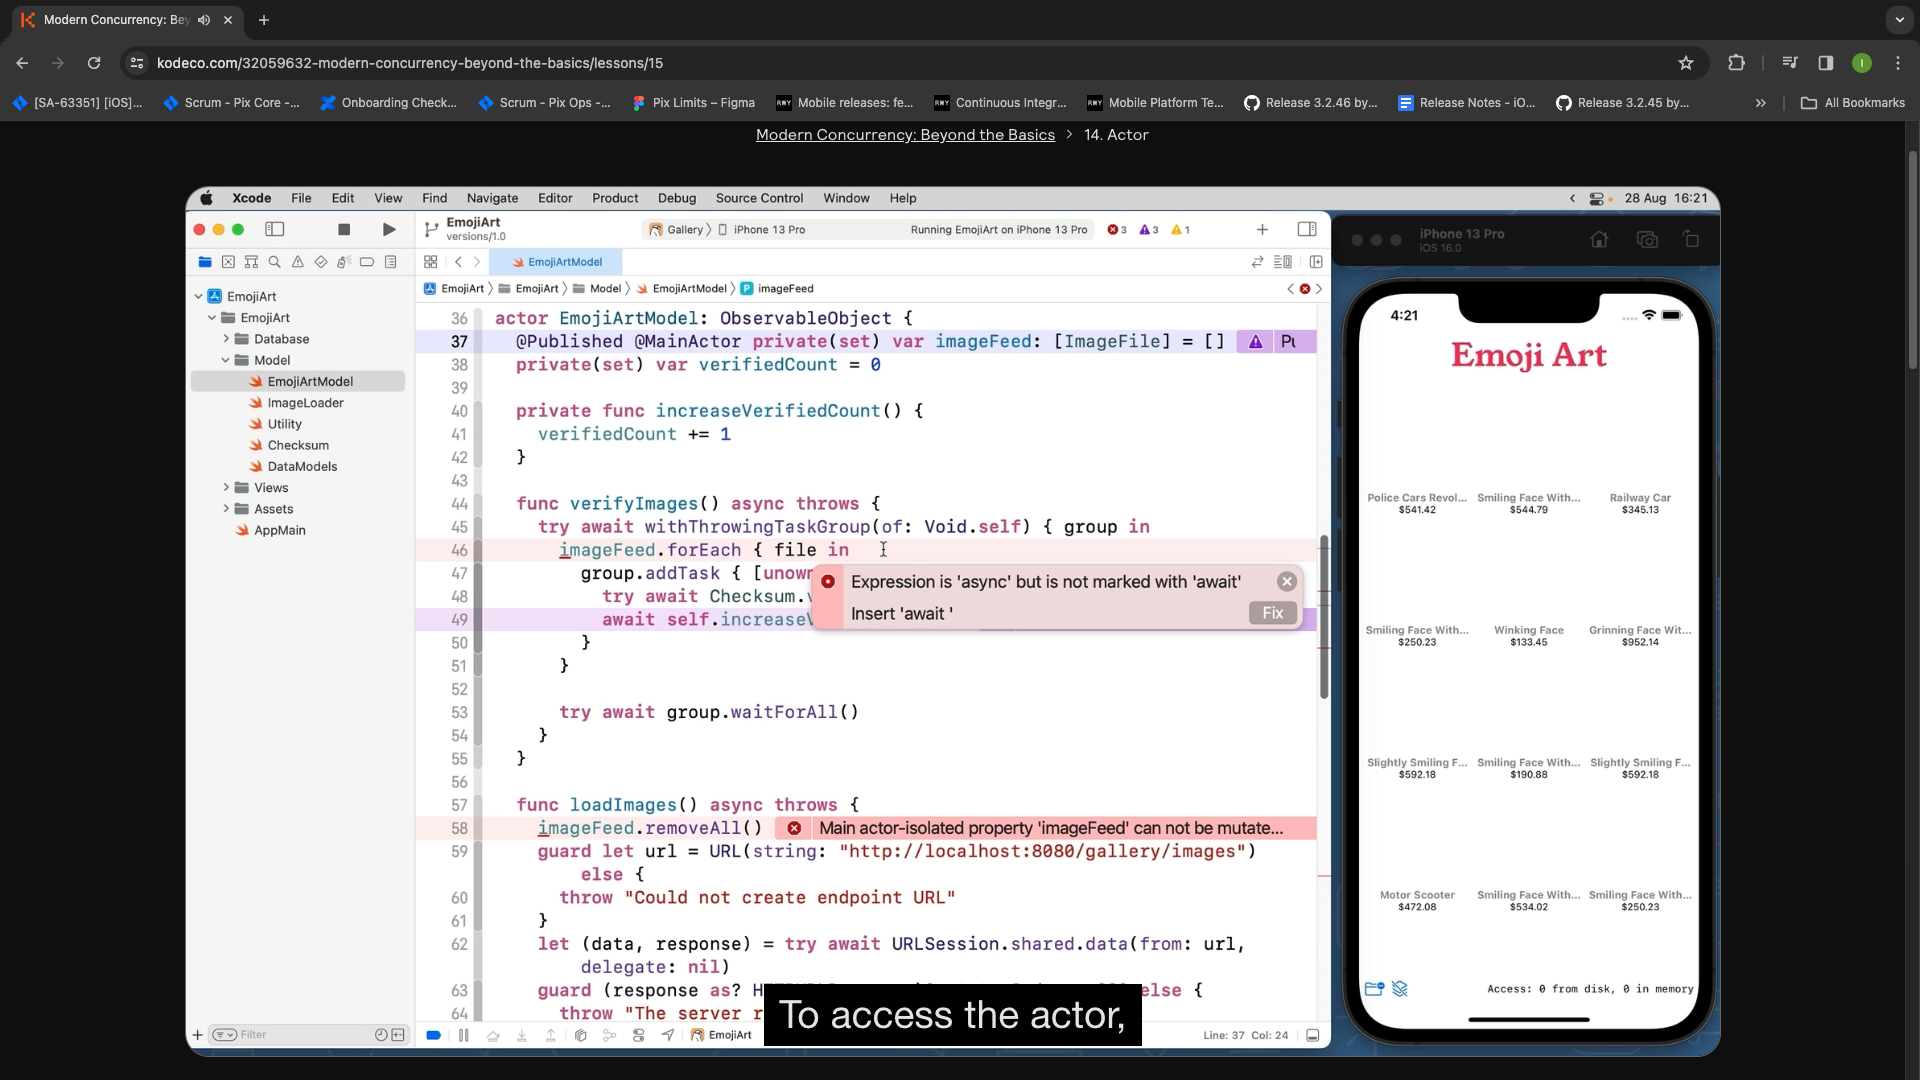 Modern Concurrency: Bey
kodeco.com/32059632-modern-concurrency-beyond-the-basics/lessons/15
[SA-63351] [iOS]...
Scrum - Pix Core -...
Onboarding Check...
Scrum - Pix Ops -...
Pix Limits – Figma
Mobile releases: fe...
Continuous Integr...
Mobile Platform Te...
Release 3.2.46 by...
Release Notes - iO...
Release 3.2.45 by...
All Bookmarks
Modern Concurrency: Beyond the Basics > 14. Actor
Xcode File Edit View Find Navigate Editor Product Debug Source Control Window Help
28 Aug 16:21
EmojiArt
versions/1.0
Gallery
iPhone 13 Pro
Running EmojiArt on iPhone 13 Pro
3 3 1
EmojiArtModel
EmojiArt
EmojiArt
Model
EmojiArtModel
imageFeed
EmojiArt
EmojiArt
Database
Model
EmojiArtModel
ImageLoader
Utility
Checksum
DataModels
Views
Assets
AppMain
Filter
36 actor EmojiArtModel: ObservableObject {
37 @Published @MainActor private(set) var imageFeed: [ImageFile] = [] Pu
38 private(set) var verifiedCount = 0
39
40 private func increaseVerifiedCount() {
41 verifiedCount += 1
42 }
43
44 func verifyImages() async throws {
45 try await withThrowingTaskGroup(of: Void.self) { group in
46 imageFeed.forEach { file in
47 group.addTask { [unown
48 try await Checksum.v
49 await self.increaseV
50 }
51 }
52
53 try await group.waitForAll()
54 }
55 }
56
57 func loadImages() async throws {
58 imageFeed.removeAll() Main actor-isolated property 'imageFeed' can not be mutate...
59 guard let url = URL(string: "http://localhost:8080/gallery/images")
else {
60 throw "Could not create endpoint URL"
61 }
62 let (data, response) = try await URLSession.shared.data(from: url,
delegate: nil)
63 guard (response as? else {
64 throw "The server r
Expression is 'async' but is not marked with 'await'
Insert 'await '
Fix
To access the actor,
EmojiArt
Line: 37 Col: 24
iPhone 13 Pro
iOS 16.0
4:21
Emoji Art
Police Cars Revol... Smiling Face With... Railway Car
$541.42 $544.79 $345.13
Smiling Face With... Winking Face Grinning Face Wit...
$250.23 $133.45 $952.14
Slightly Smiling F... Smiling Face With... Slightly Smiling F...
$592.18 $190.88 $592.18
Motor Scooter Smiling Face With... Smiling Face With...
$472.08 $534.02 $250.23
Access: 0 from disk, 0 in memory